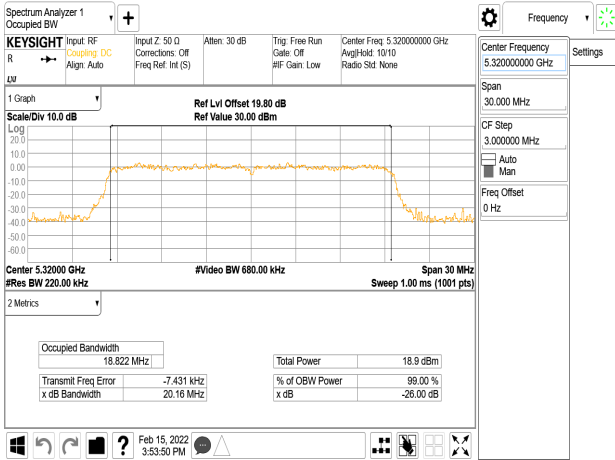 Spectrum Analyzer 1
Occupied BW
Frequency
KEYSIGHT
R
Input: RF
Coupling: DC
Align: Auto
Input Z: 50 Ω
Corrections: Off
Freq Ref: Int (S)
Atten: 30 dB
Trig: Free Run
Gate: Off
#IF Gain: Low
Center Freq: 5.320000000 GHz
Avg|Hold: 10/10
Radio Std: None
Center Frequency
5.320000000 GHz
Settings
Span
30.000 MHz
CF Step
3.000000 MHz
Auto
Man
Freq Offset
0 Hz
1 Graph
Scale/Div 10.0 dB
Ref Lvl Offset 19.80 dB
Ref Value 30.00 dBm
Log
20.0
10.0
0.00
-10.0
-20.0
-30.0
-40.0
-50.0
-60.0
Center 5.32000 GHz
#Video BW 680.00 kHz
Span 30 MHz
#Res BW 220.00 kHz
Sweep 1.00 ms (1001 pts)
2 Metrics
Occupied Bandwidth
18.822 MHz
Total Power 18.9 dBm
Transmit Freq Error -7.431 kHz
% of OBW Power 99.00 %
x dB Bandwidth 20.16 MHz
x dB -26.00 dB
Feb 15, 2022
3:53:50 PM